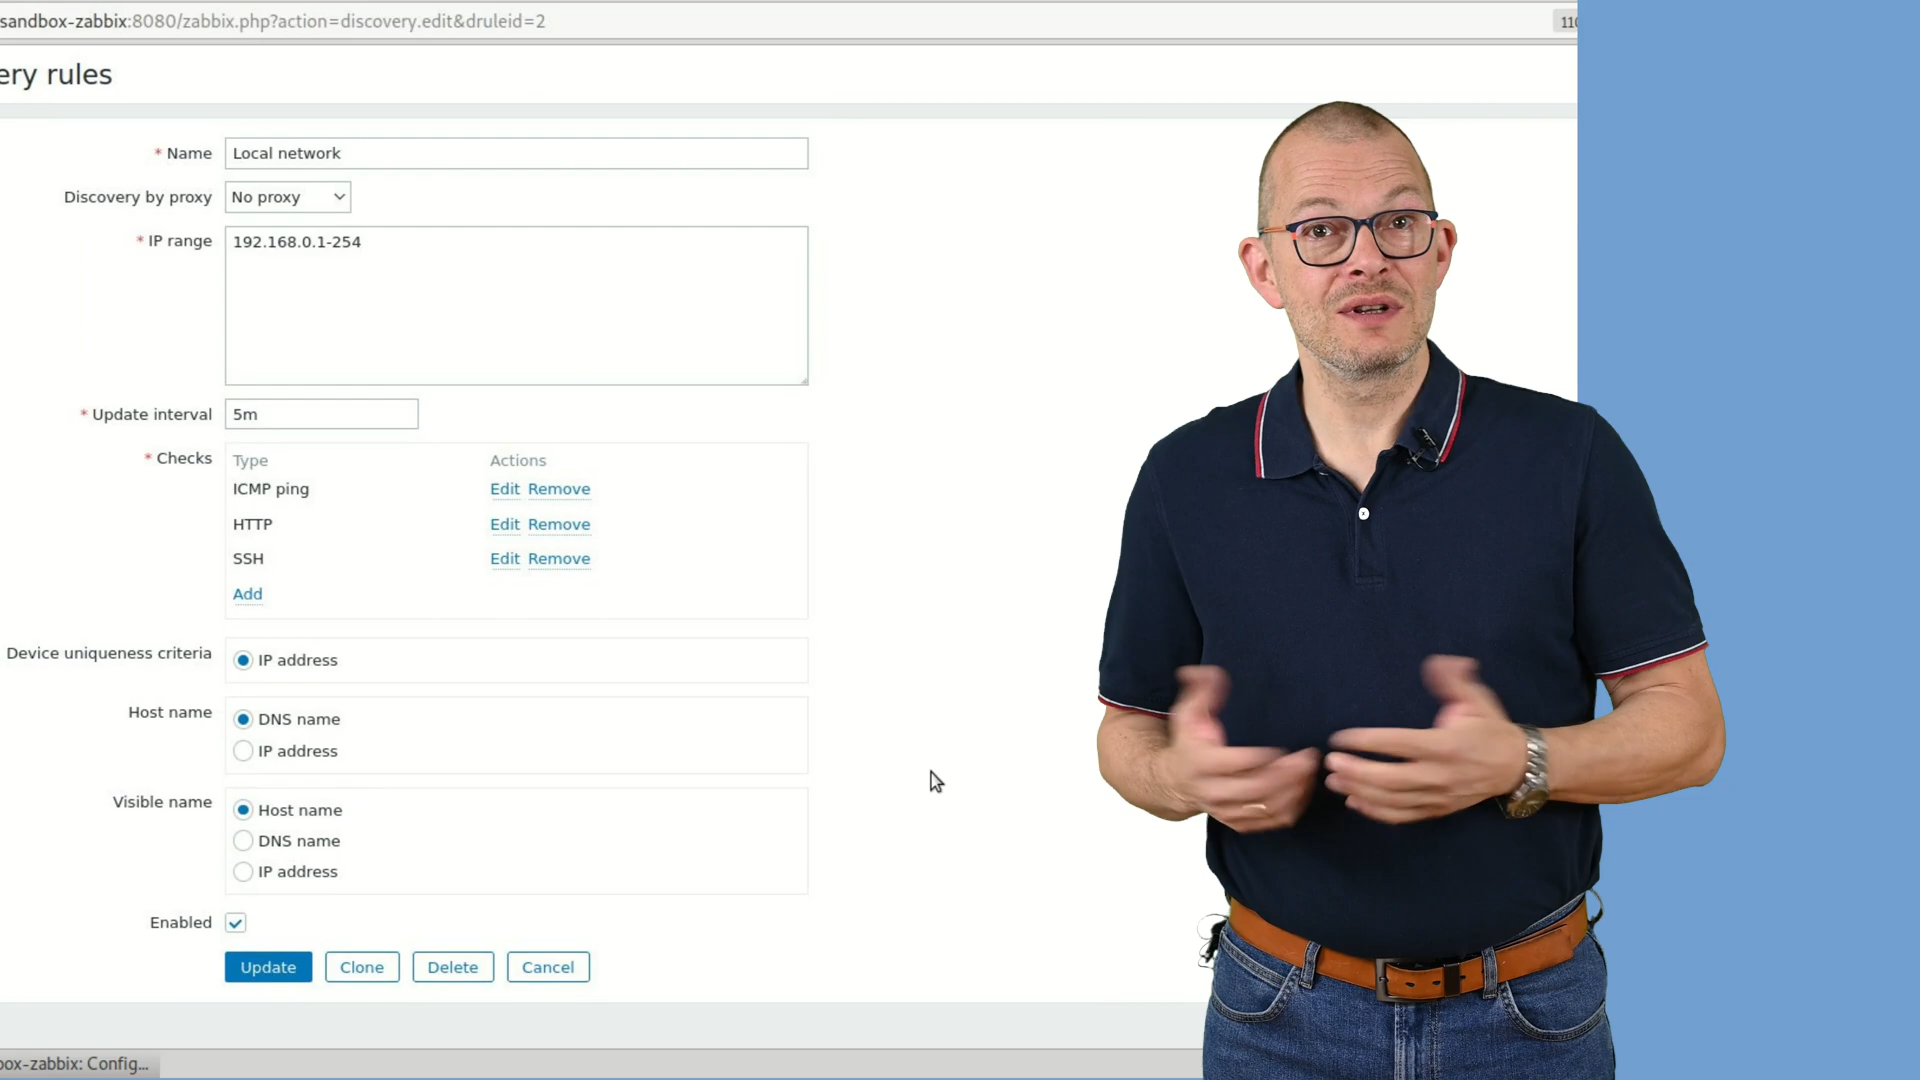 sandbox-zabbix:8080/zabbix.php?action=discovery.edit&druleid=2
110
ery rules
* Name Local network
Discovery by proxy No proxy
* IP range 192.168.0.1-254
* Update interval 5m
* Checks Type Actions
ICMP ping Edit Remove
HTTP Edit Remove
SSH Edit Remove
Add
Device uniqueness criteria IP address
Host name DNS name
IP address
Visible name Host name
DNS name
IP address
Enabled
Update Clone Delete Cancel
box-zabbix: Config...